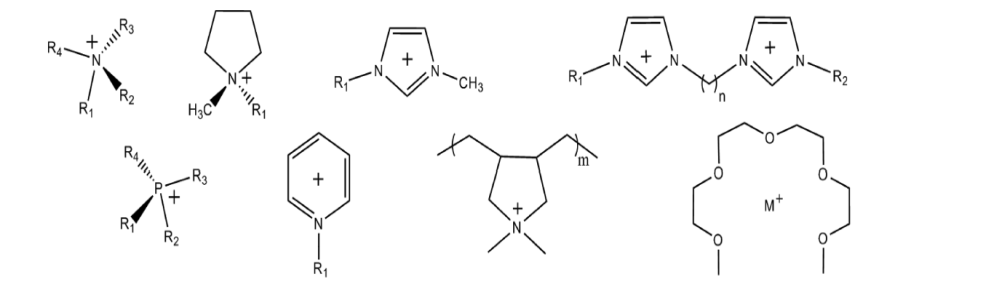 R4 + R3 N R2 R1
N + H3C R1
R1 N + N CH3
R1 N + N ( ) n N + N R2
R4 P + R3 R1 R2
+ N R1
( ) m + N
O O O O O M+